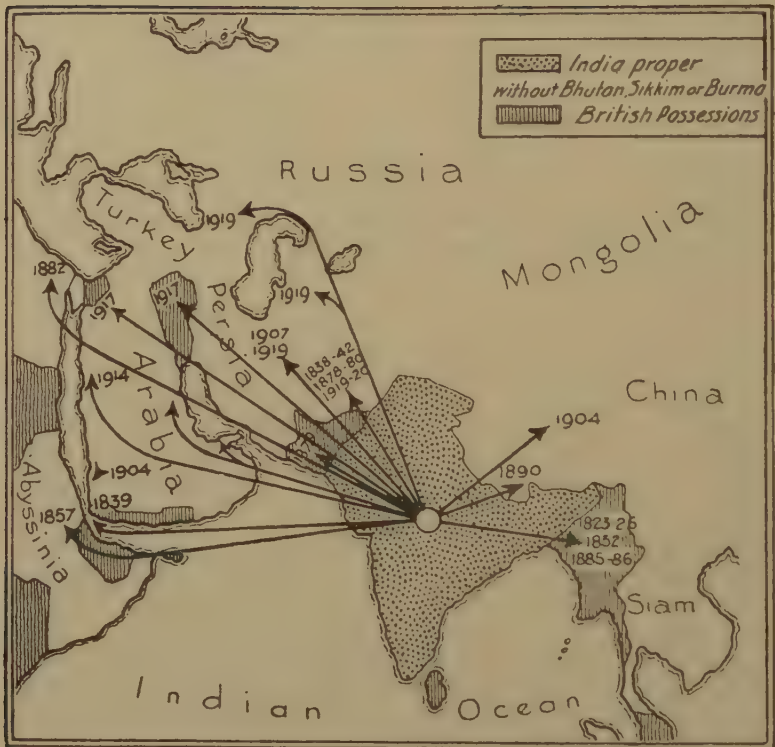 India proper
without Bhutan, Sikkim or Burma
British Possessions
Russia
Mongolia
Turkey
1919
1882
1917
1917
Persia
1919
1907
1919
1838-42
1878-80
1919-20
1914
Arabia
China
1904
1890
1904
1839
1857
Abyssinia
1823-26
1852
1885-86
Siam
Indian Ocean